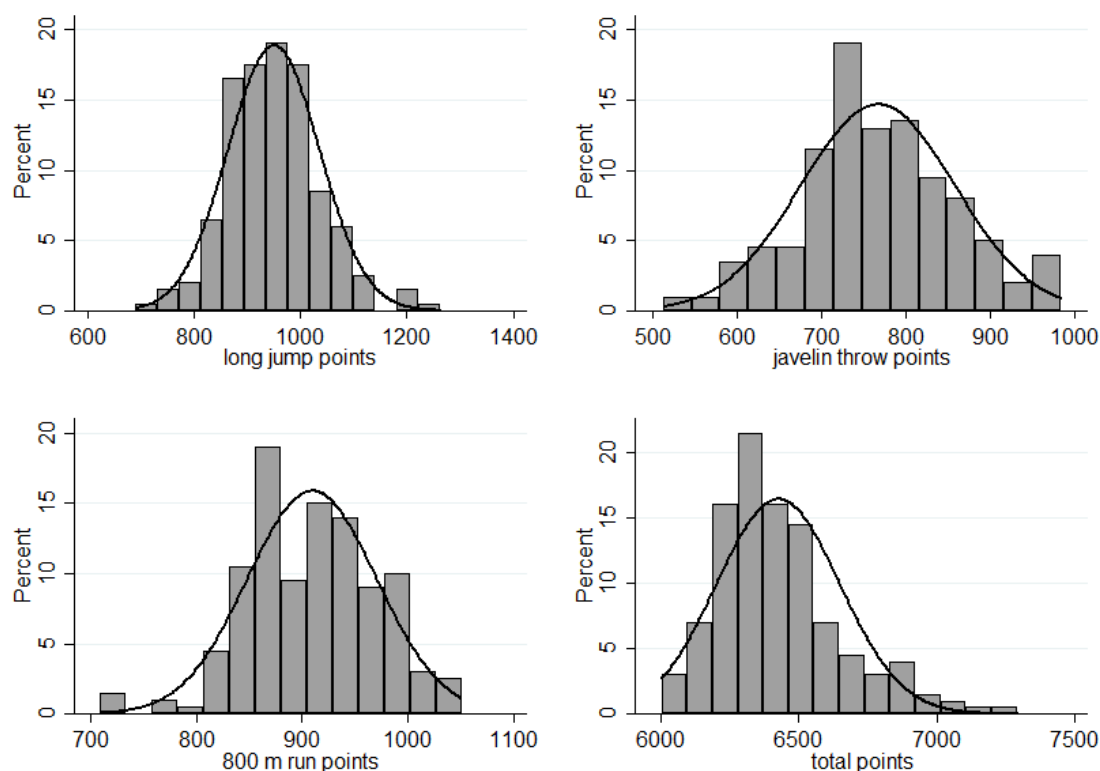 Percent
0 5 10 15 20
600 800 1000 1200 1400
long jump points
Percent
0 5 10 15 20
500 600 700 800 900 1000
javelin throw points
Percent
0 5 10 15 20
700 800 900 1000 1100
800 m run points
Percent
0 5 10 15 20
6000 6500 7000 7500
total points